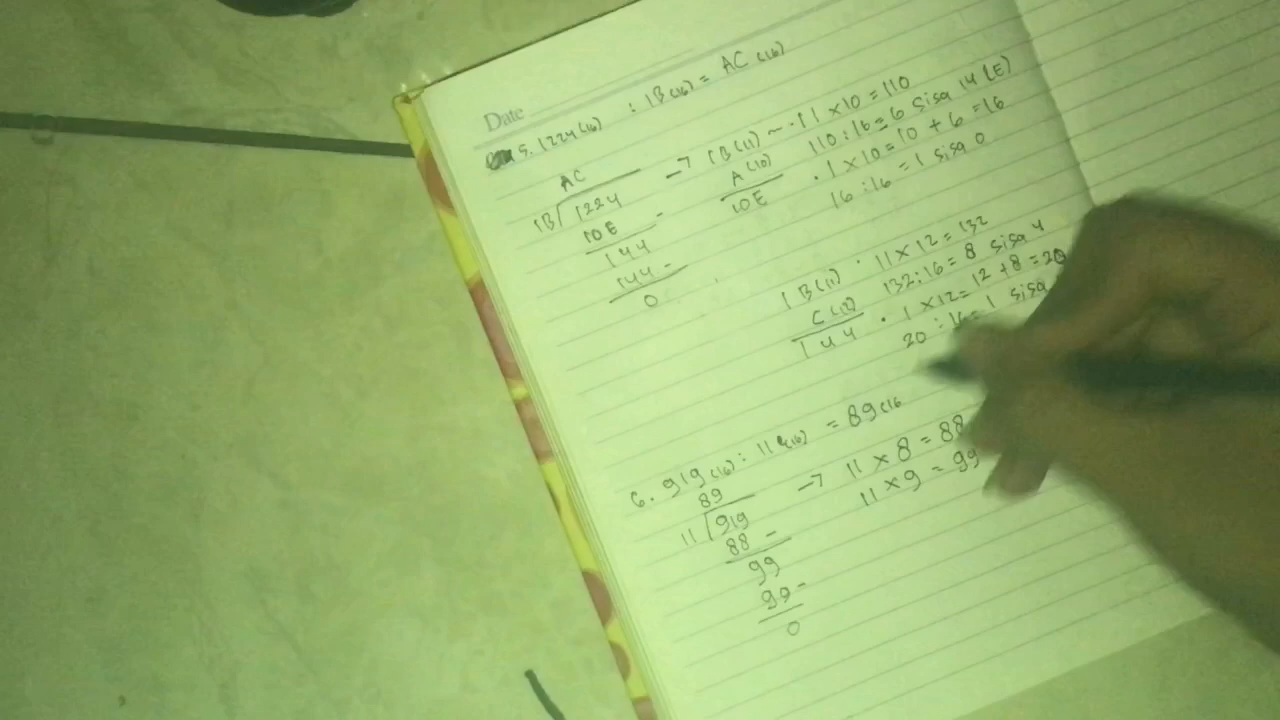 Date
5. 1224(16) : 1B(16) = AC(16)
AC
1B 1224
10E -
144
144 -
0
→ 1B(11)
A(10)
10E
• 11 x 10 = 110
110 : 16 = 6 sisa 14 (E)
• 1 x 10 = 10 + 6 = 16
16 : 16 = 1 sisa 0
1B(11)
C(12)
144
• 11 x 12 = 132
132 : 16 = 8 sisa 4
• 1 x 12 = 12 + 8 = 20
20 : 16 = 1 sisa
6. 919(16) : 11(16) = 89(16
89
11 919
88 -
99
99 -
0
→ 11 x 8 = 88
11 x 9 = 99